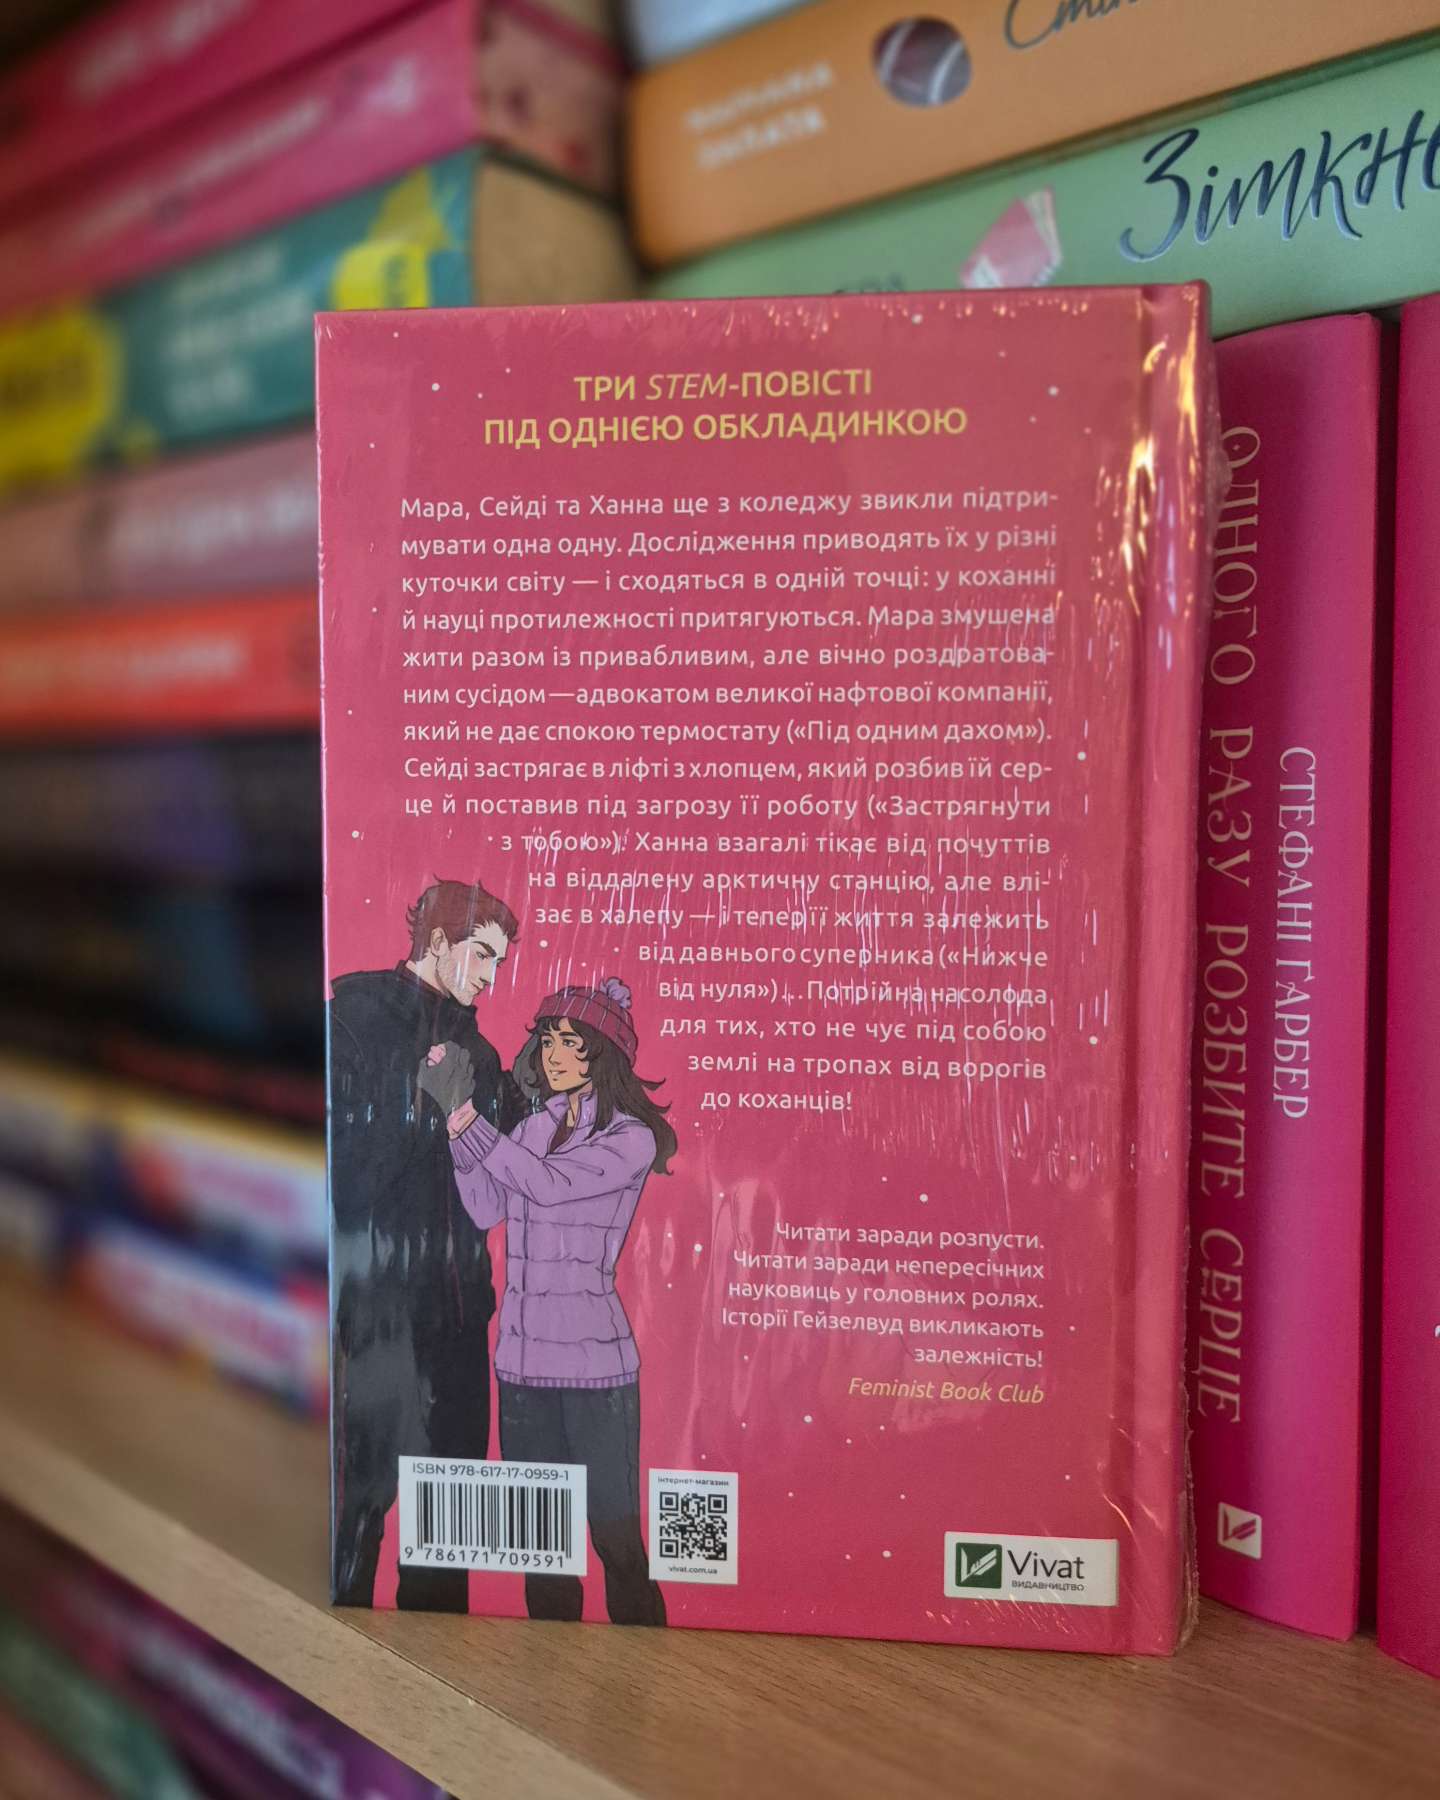 Зімкне
ТРИ STEM-ПОВІСТІ
ПІД ОДНІЄЮ ОБКЛАДИНКОЮ
Мара, Сейді та Ханна ще з коледжу звикли підтри-
мувати одна одну. Дослідження приводять їх у різні
куточки світу — і сходяться в одній точці: у коханні
й науці протилежності притягуються. Мара змушена
жити разом із привабливим, але вічно роздратова-
ним сусідом — адвокатом великої нафтової компанії,
який не дає спокою термостату («Під одним дахом»).
Сейді застрягає в ліфті з хлопцем, який розбив їй сер-
це й поставив під загрозу її роботу («Застрягнути
з тобою»). Ханна взагалі тікає від почуттів
на віддалену арктичну станцію, але влі-
зає в халепу — і тепер її життя залежить
від давнього суперника («Нижче
від нуля»)... Потрійна насолода
для тих, хто не чує під собою
землі на тропах від ворогів
до коханців!
Читати заради розпусти.
Читати заради непересічних
науковиць у головних ролях.
Історії Гейзелвуд викликають
залежність!
Feminist Book Club
ISBN 978-617-17-0959-1
9 786171 709591
інтернет-магазин
vivat.com.ua
Vivat
ВИДАВНИЦТВО
ОДНОГО РАЗУ РОЗБИТЕ СЕРЦЕ
СТЕФАНІ ГАРБЕР